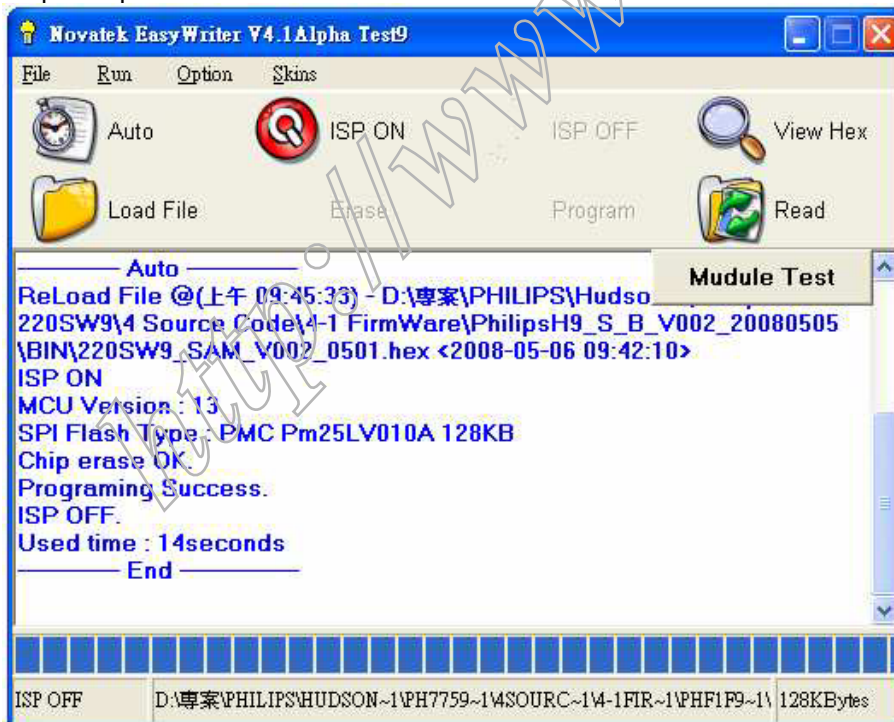 Novatek EasyWriter V4.1Alpha Test9
File Run Option Skins
Auto ISP ON ISP OFF View Hex
Load File Erase Program Read
Mudule Test
Auto
ReLoad File @(上午 09:45:33) - D:\專案\PHILIPS\Hudso
220SW9\4 Source Code\4-1 FirmWare\PhilipsH9_S_B_V002_20080505
\BIN\220SW9_SAM_V002_0501.hex <2008-05-06 09:42:10>
ISP ON
MCU Version : 13
SPI Flash Type : PMC Pm25LV010A 128KB
Chip erase OK.
Programing Success.
ISP OFF.
Used time : 14seconds
End
ISP OFF D:\專案\PHILIPS\HUDSON~1\PH7759~1\4SOURC~1\4-1FIR~1\PHF1F9~1\ 128KBytes
http://www